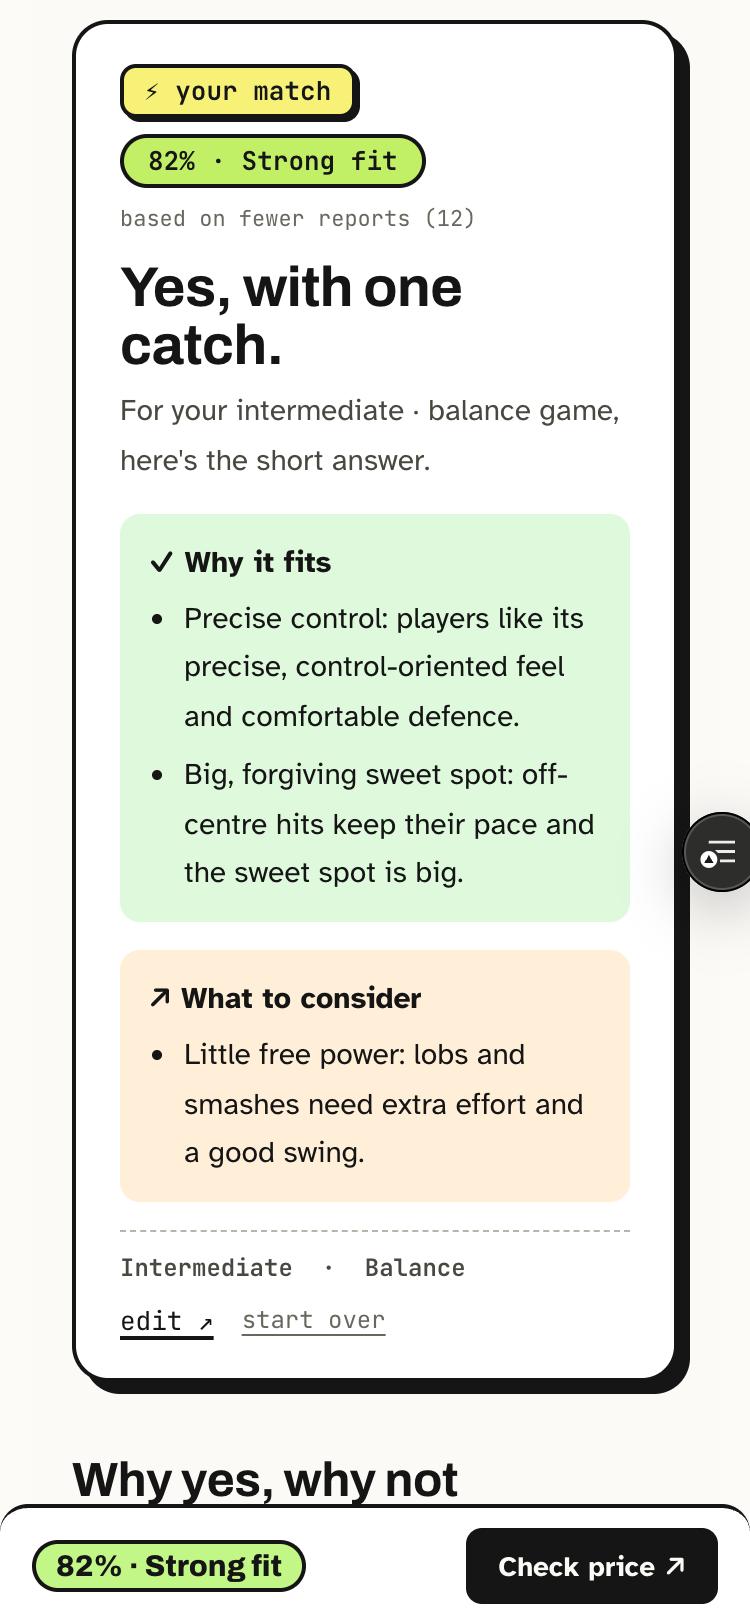 ⚡ your match
82% · Strong fit
based on fewer reports (12)
Yes, with one
catch.
For your intermediate · balance game,
here's the short answer.
✓ Why it fits
• Precise control: players like its
precise, control-oriented feel
and comfortable defence.
• Big, forgiving sweet spot: off-
centre hits keep their pace and
the sweet spot is big.
↗ What to consider
• Little free power: lobs and
smashes need extra effort and
a good swing.
Intermediate · Balance
edit ↗ start over
Why yes, why not
82% · Strong fit
Check price ↗